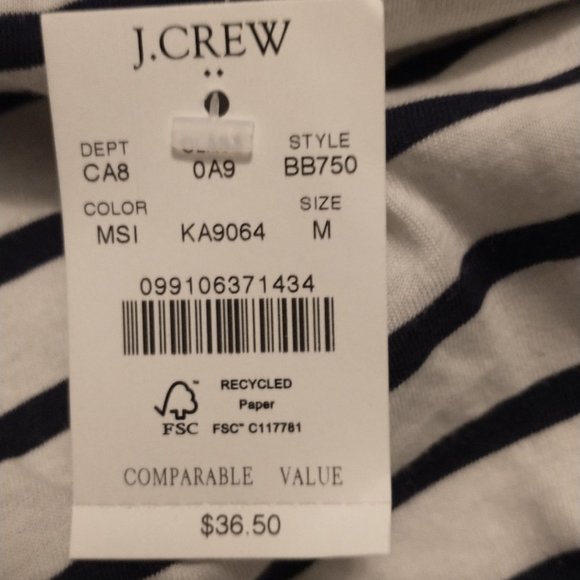 J.CREW
DEPT STYLE
CA8 0A9 BB750
COLOR SIZE
MSI KA9064 M
099106371434
RECYCLED
Paper
FSC™ FSC™ C117781
COMPARABLE VALUE
$36.50